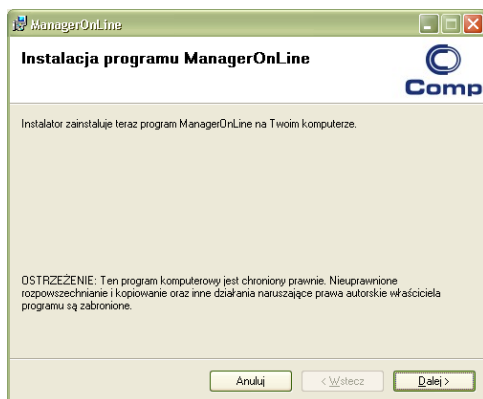 ManagerOnLine
Instalacja programu ManagerOnLine
Comp
Instalator zainstaluje teraz program ManagerOnLine na Twoim komputerze.
OSTRZEŻENIE: Ten program komputerowy jest chroniony prawnie. Nieuprawnione
rozpowszechnianie i kopiowanie oraz inne działania naruszające prawa autorskie właściciela
programu są zabronione.
Anuluj < Wstecz Dalej >